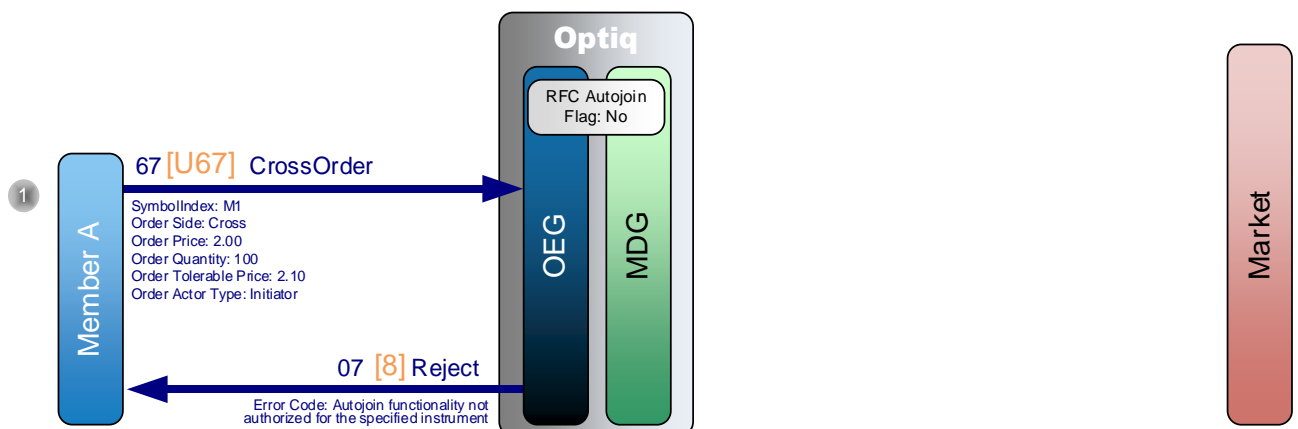 Optiq
RFC Autojoin
Flag: No
67 [U67] CrossOrder
1
SymbolIndex: M1
Order Side: Cross
Order Price: 2.00
Order Quantity: 100
Order Tolerable Price: 2.10
Order Actor Type: Initiator
Member A
OEG
MDG
Market
07 [8] Reject
Error Code: Autojoin functionality not
authorized for the specified instrument